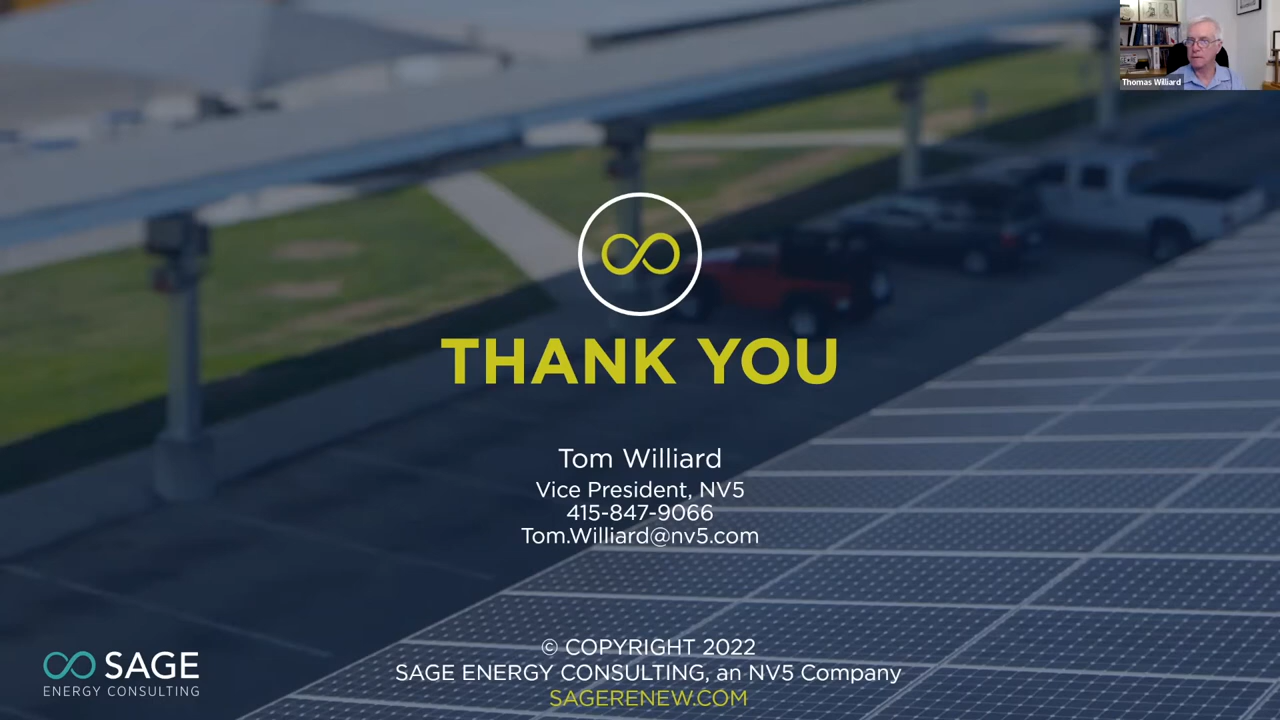 Thomas Williard
THANK YOU
Tom Williard
Vice President, NV5
415-847-9066
Tom.Williard@nv5.com
SAGE
ENERGY CONSULTING
© COPYRIGHT 2022
SAGE ENERGY CONSULTING, an NV5 Company
SAGERENEW.COM